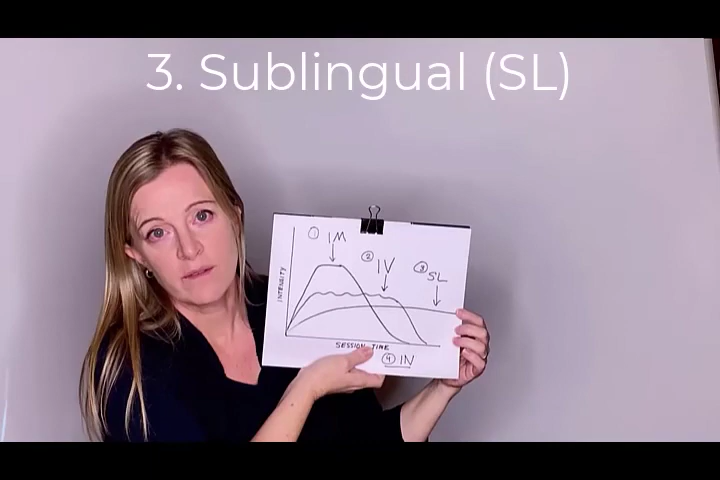 3. Sublingual (SL)
① IM
② IV
③ SL
INTENSITY
SESSION TIME
④ IN